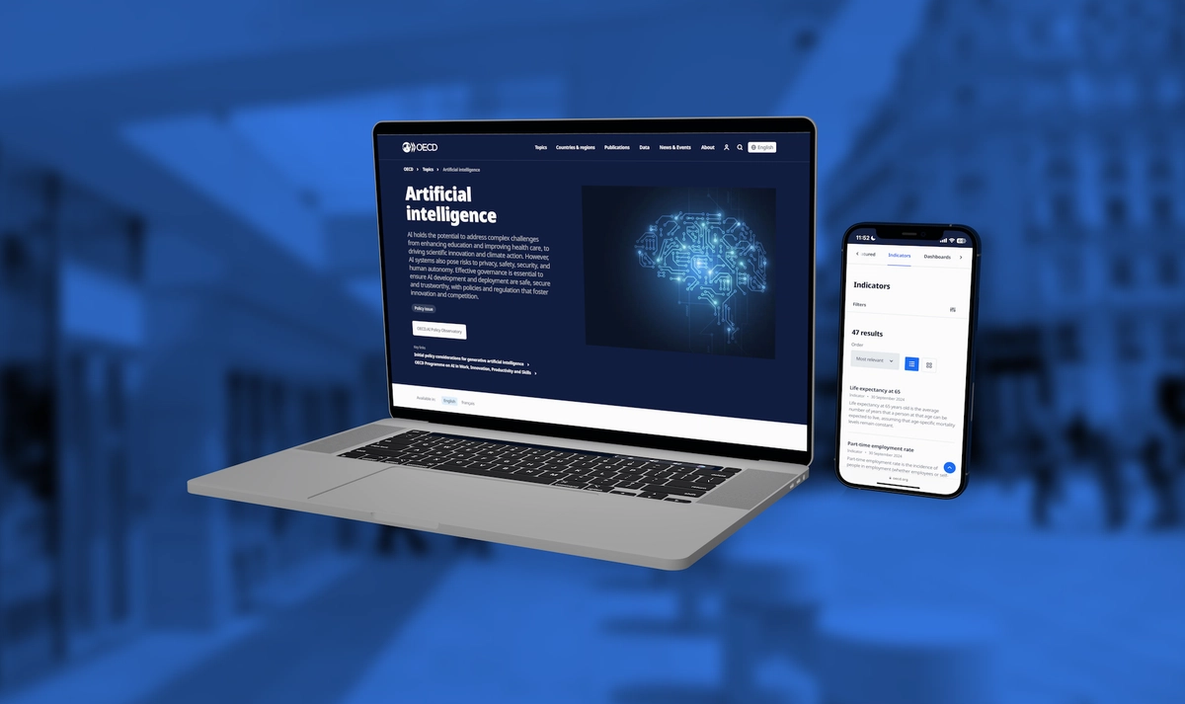 OECD
Topics Countries & regions Publications Data News & Events About English
OECD > Topics > Artificial intelligence
Artificial
intelligence
AI holds the potential to address complex challenges
from enhancing education and improving health care, to
driving scientific innovation and climate action. However,
AI systems also pose risks to privacy, safety, security, and
human autonomy. Effective governance is essential to
ensure AI development and deployment are safe, secure
and trustworthy, with policies and regulation that foster
innovation and competition.
Policy issue
OECD.AI Policy Observatory
Key links
Initial policy considerations for generative artificial intelligence >
OECD Programme on AI in Work, Innovation, Productivity and Skills >
Available in: English Français
11:52
Indicators Dashboards >
Indicators
Filters
47 results
Order
Most relevant
Life expectancy at 65
Indicator – 30 September 2024
Life expectancy at 65 years old is the average
number of years that a person at that age can be
expected to live, assuming that age-specific mortality
levels remain constant.
Part-time employment rate
Indicator – 30 September 2024
Part-time employment rate is the incidence of
people in employment (whether employees or self-